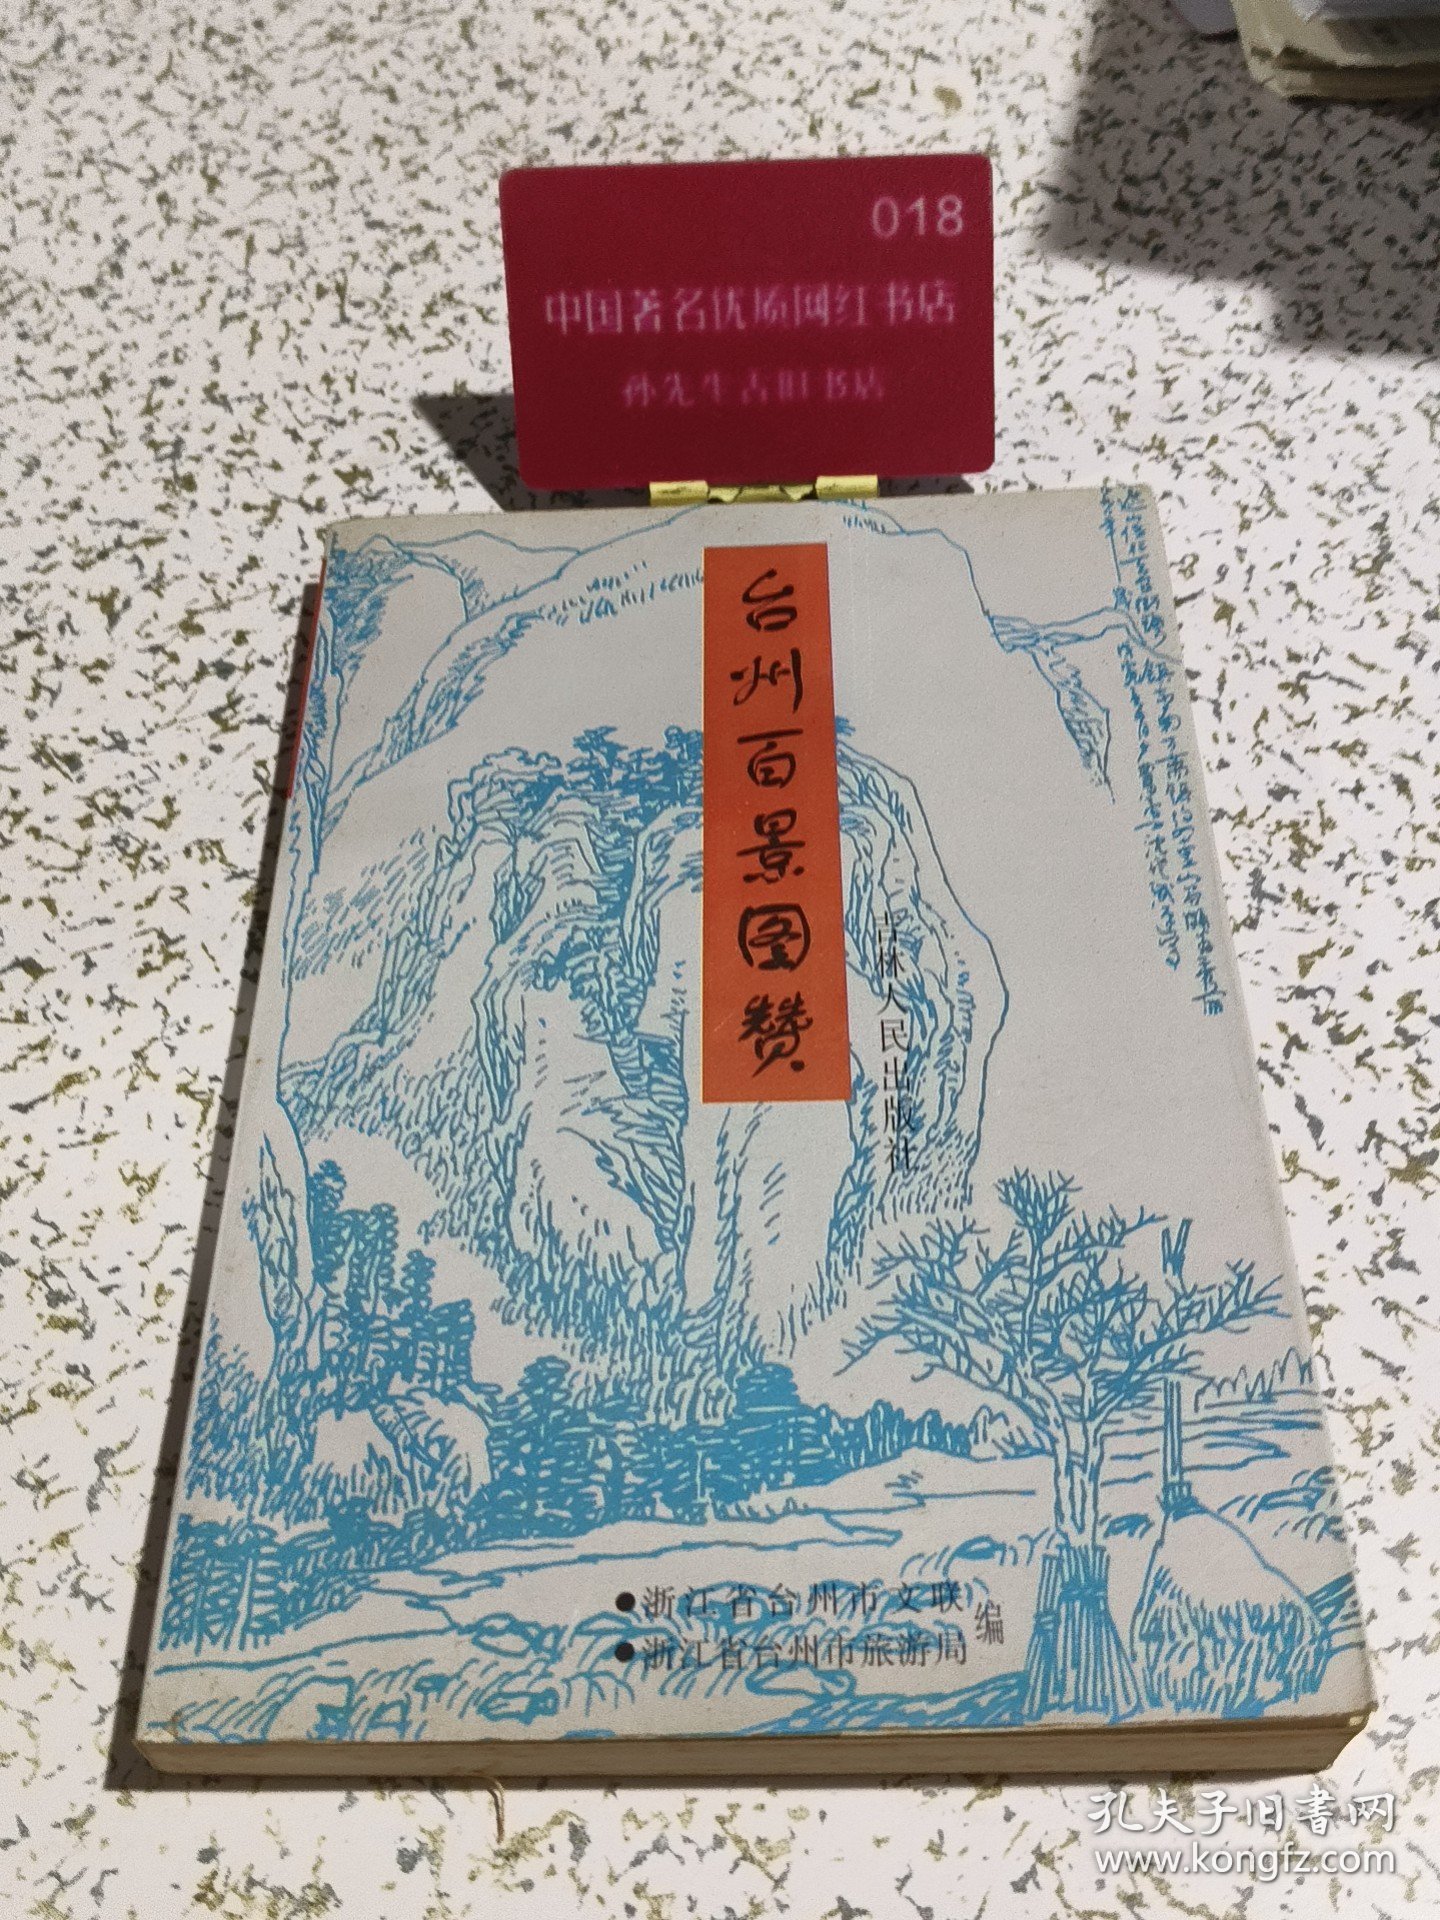 018
中国著名优质网红书店
孙先生古旧书店
台州百景图赞
吉林人民出版社
●浙江省台州市文联
●浙江省台州市旅游局
编
孔夫子旧书网
www.kongfz.com